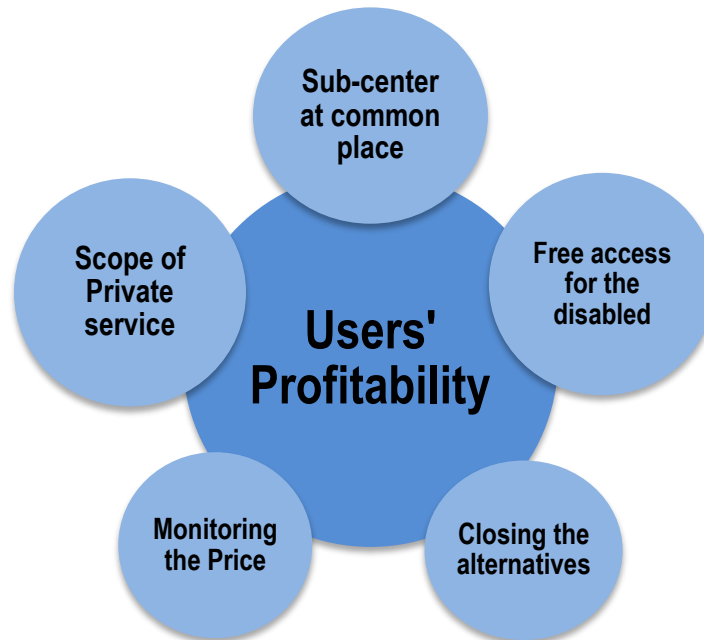 Sub-center
at common
place
Scope of
Private
service
Free access
for the
disabled
Users'
Profitability
Monitoring
the Price
Closing the
alternatives